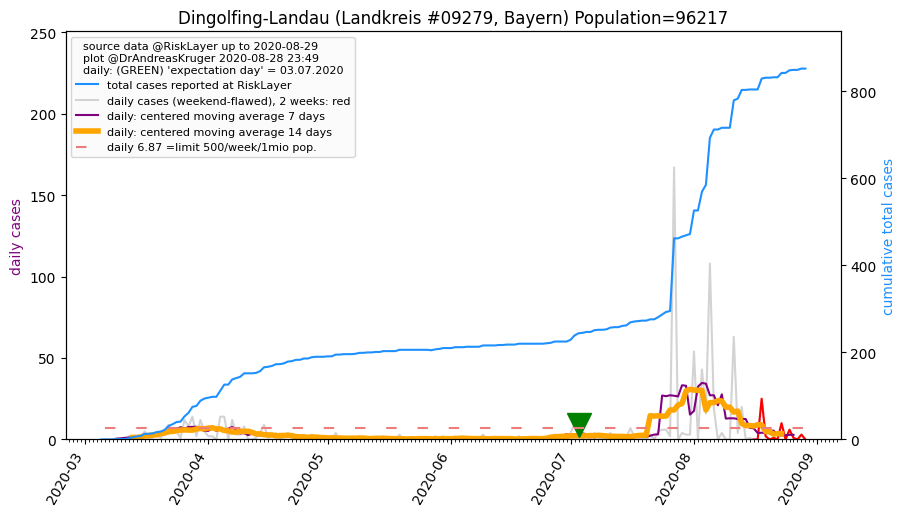 Dingolfing-Landau (Landkreis #09279, Bayern) Population=96217
source data @RiskLayer up to 2020-08-29
plot @DrAndreasKruger 2020-08-28 23:49
daily: (GREEN) 'expectation day' = 03.07.2020
total cases reported at RiskLayer
daily cases (weekend-flawed), 2 weeks: red
daily: centered moving average 7 days
daily: centered moving average 14 days
daily 6.87 =limit 500/week/1mio pop.
daily cases
250
200
150
100
50
0
cumulative total cases
800
600
400
200
0
2020-03
2020-04
2020-05
2020-06
2020-07
2020-08
2020-09